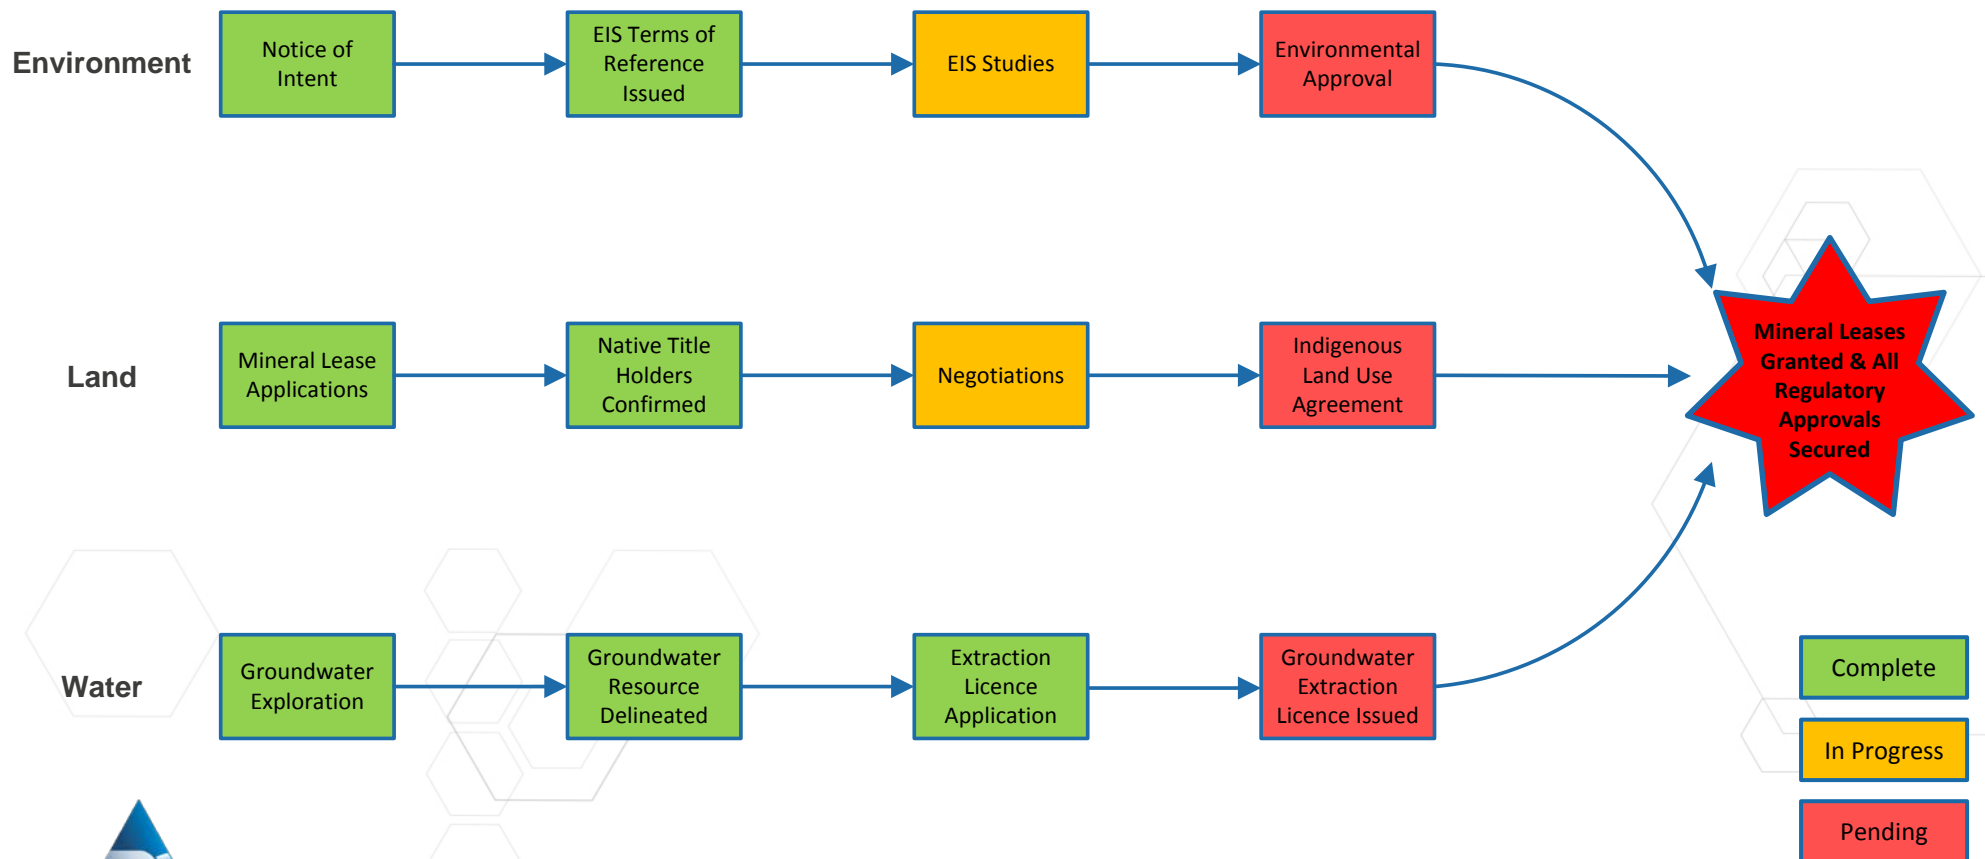 Environment
Notice of
Intent
EIS Terms of
Reference
Issued
EIS Studies
Environmental
Approval
Land
Mineral Lease
Applications
Native Title
Holders
Confirmed
Negotiations
Indigenous
Land Use
Agreement
Mineral Leases
Granted & All
Regulatory
Approvals
Secured
Water
Groundwater
Exploration
Groundwater
Resource
Delineated
Extraction
Licence
Application
Groundwater
Extraction
Licence Issued
Complete
In Progress
Pending